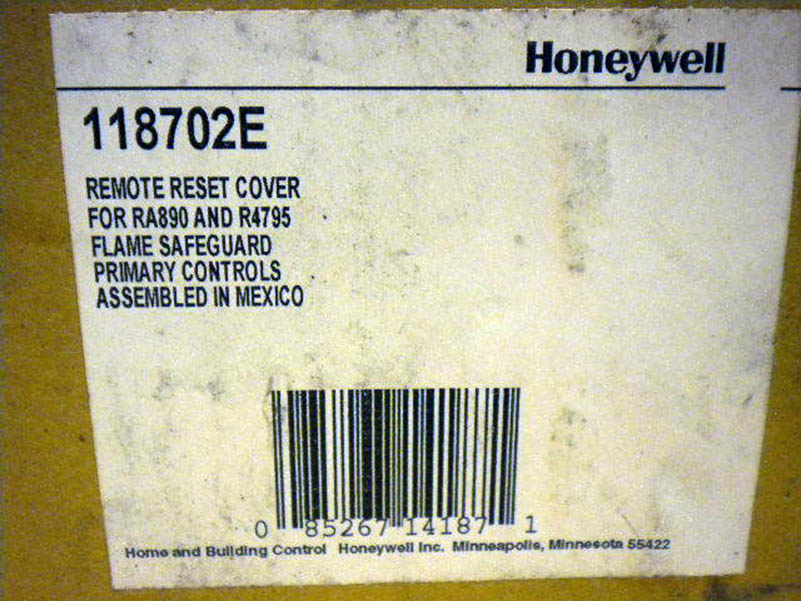 Honeywell
118702E
REMOTE RESET COVER
FOR RA890 AND R4795
FLAME SAFEGUARD
PRIMARY CONTROLS
ASSEMBLED IN MEXICO
0 85267 14187 1
Home and Building Control Honeywell Inc. Minneapolis, Minnesota 55422